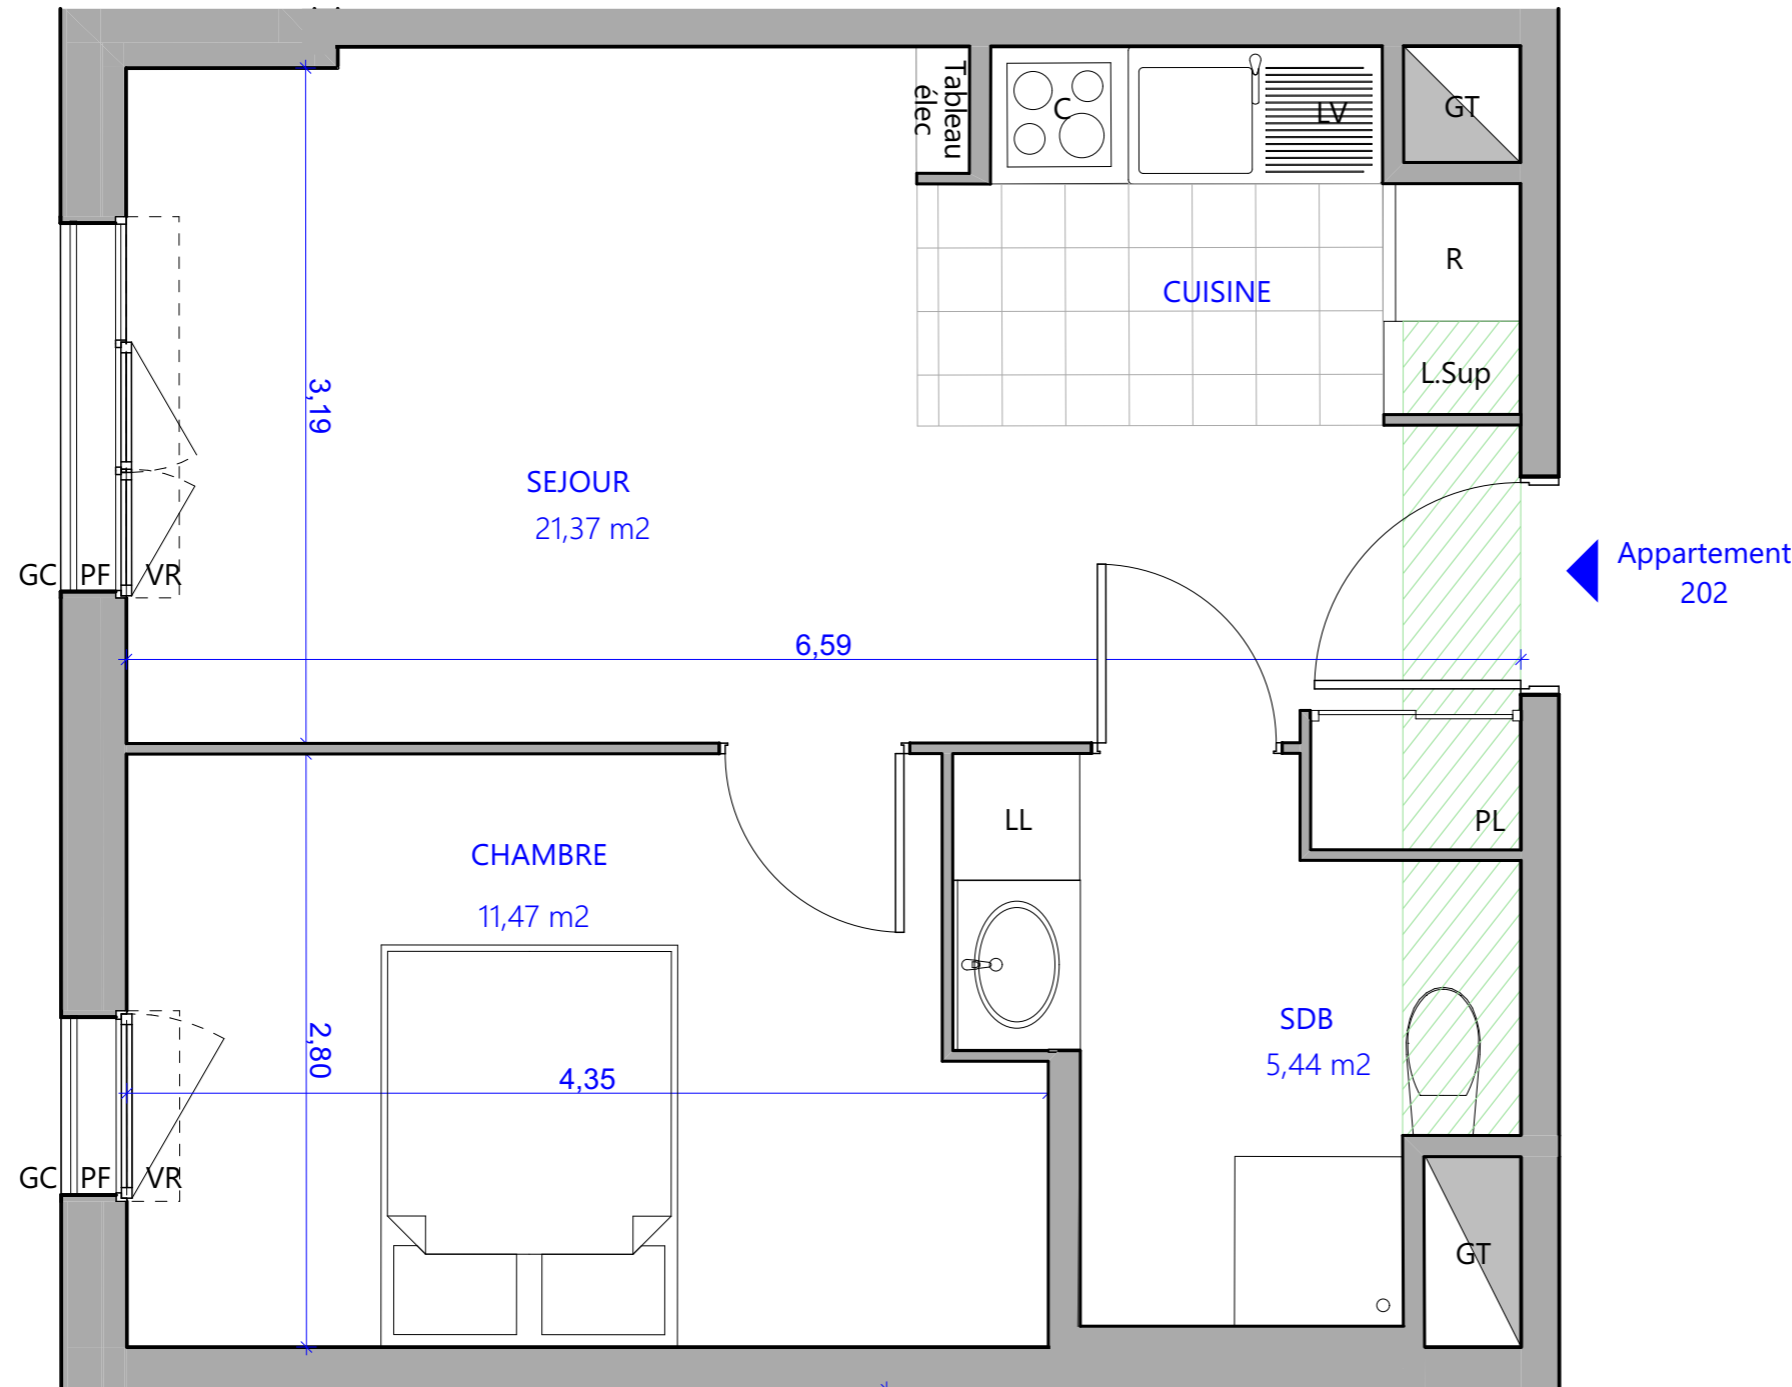 Tableau
élec
C
LV
GT
R
CUISINE
L.Sup
3,19
SEJOUR
21,37 m2
GC PF VR
Appartement
202
6,59
LL
PL
CHAMBRE
11,47 m2
SDB
5,44 m2
2,80
4,35
GC PF VR
GT